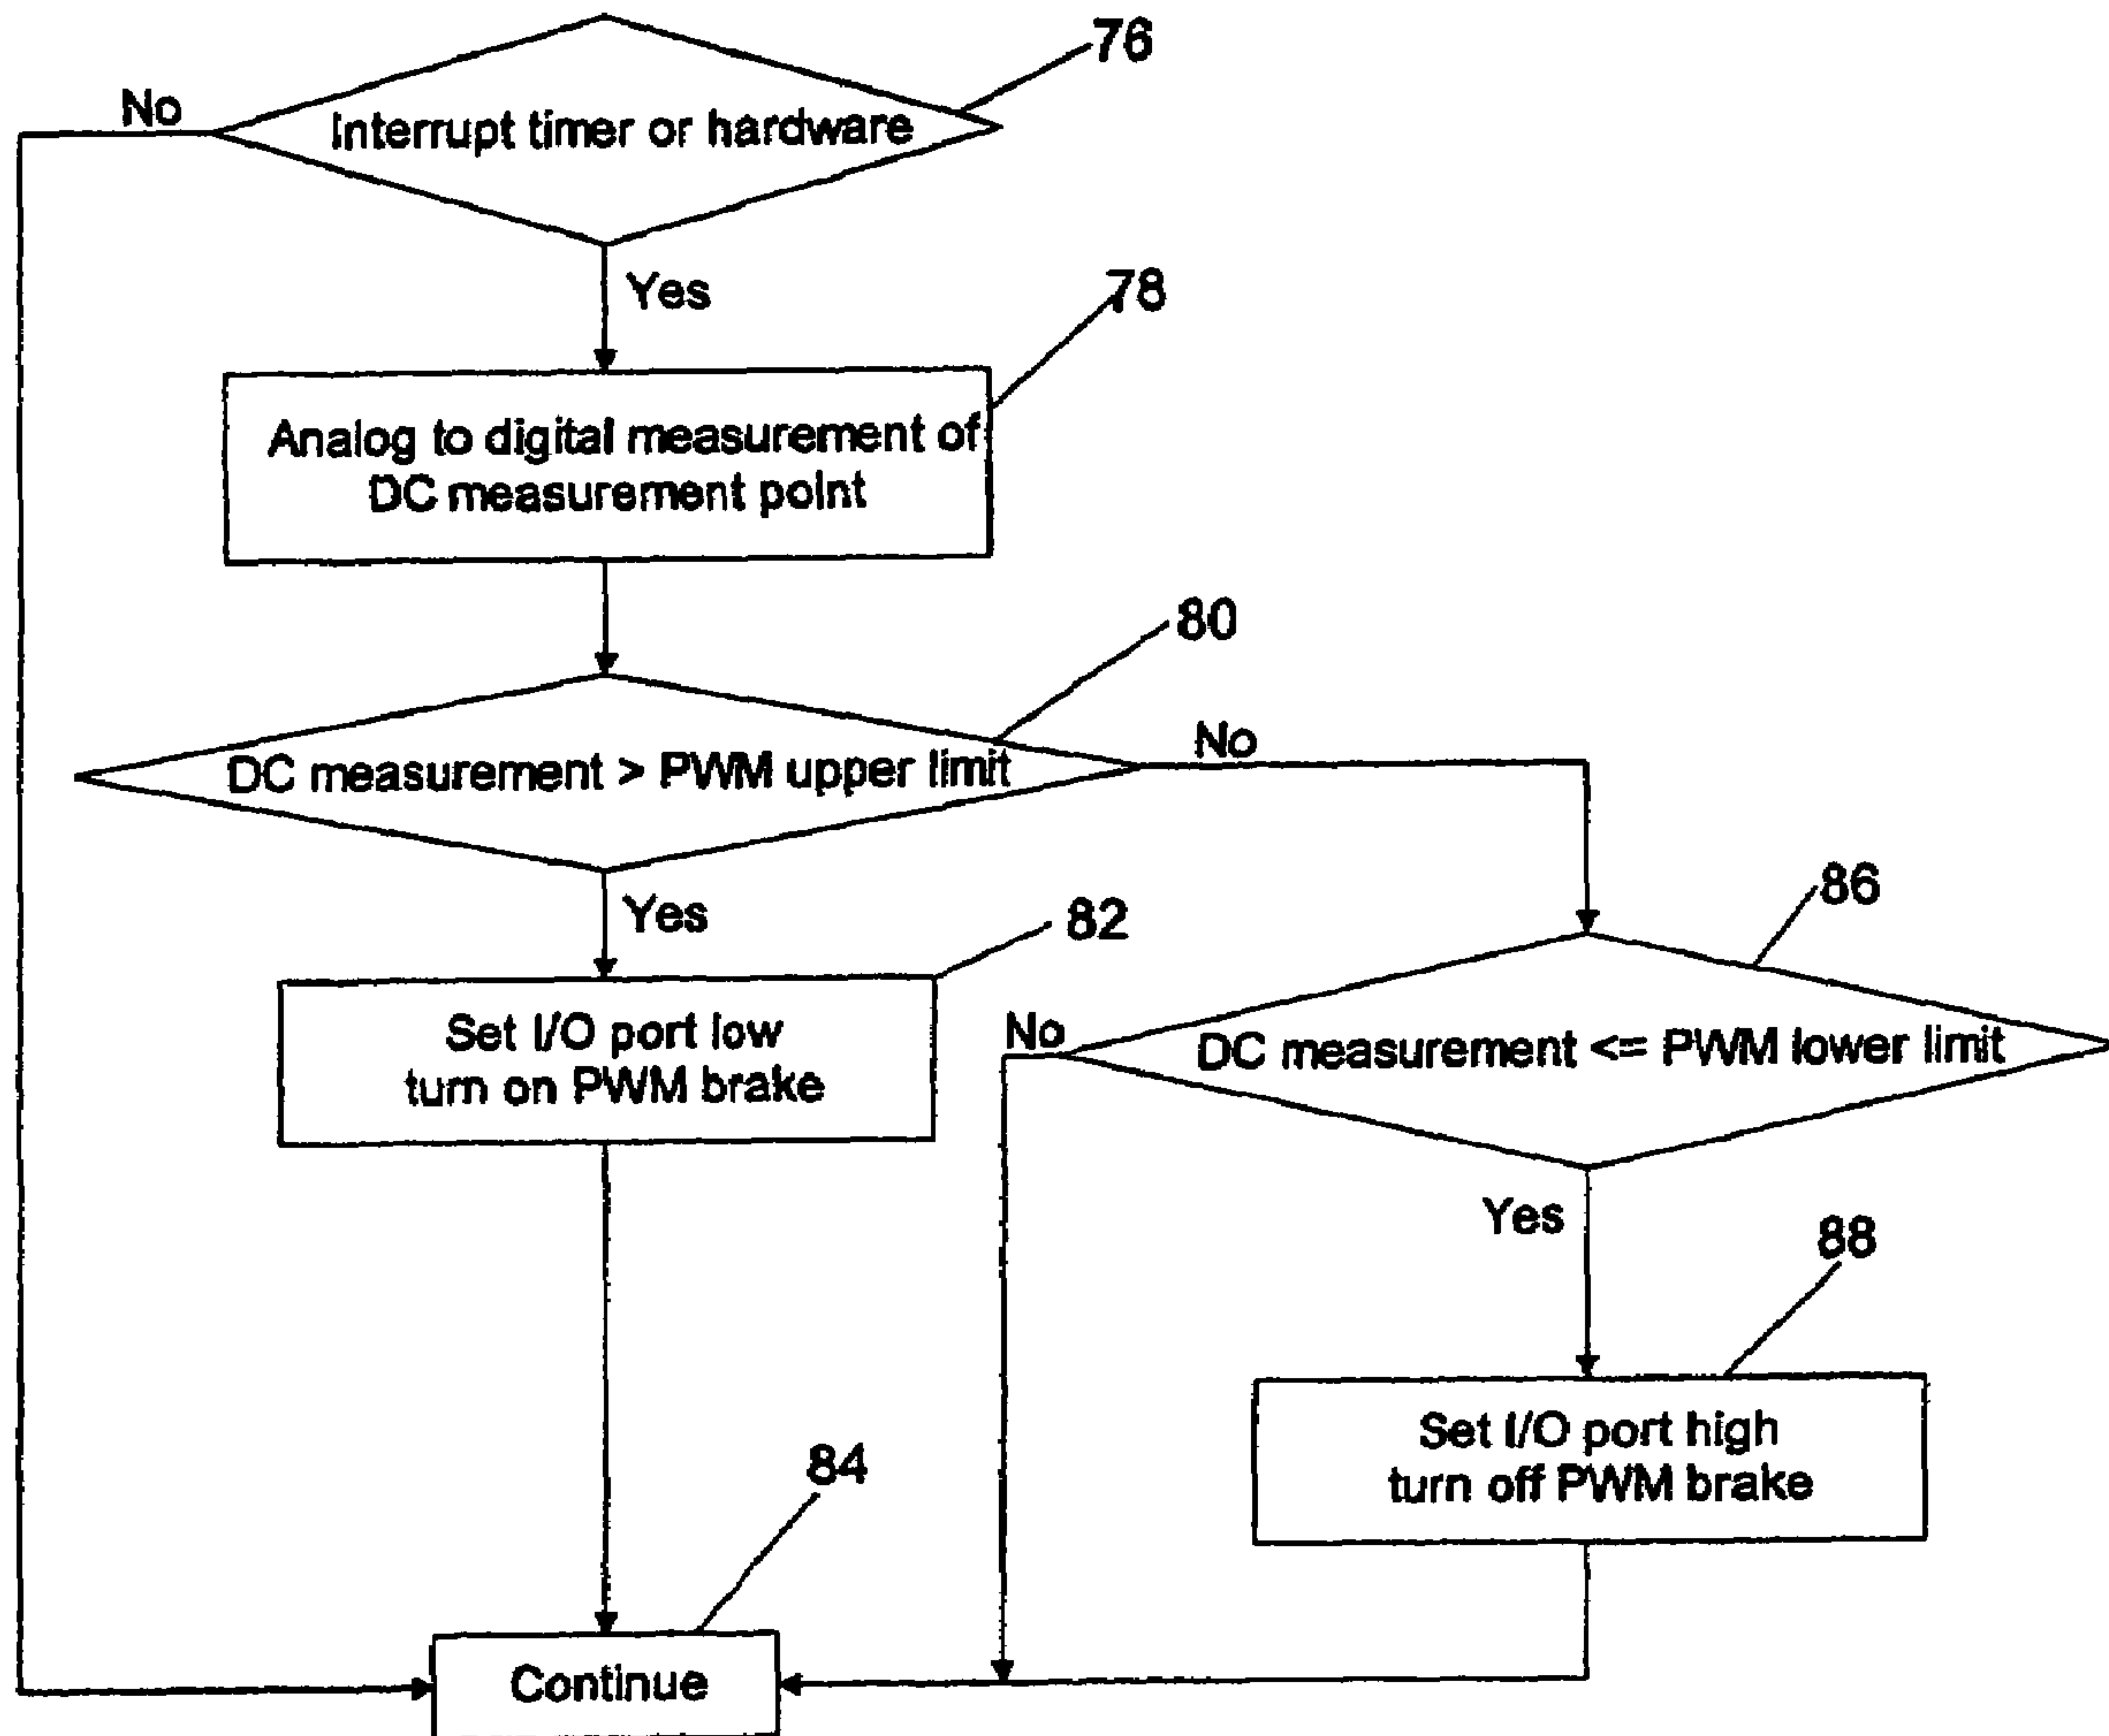 76
No
Interrupt timer or hardware
Yes
78
Analog to digital measurement of
DC measurement point
80
No
DC measurement > PWM upper limit
Yes
82
86
Set I/O port low
turn on PWM brake
No
DC measurement <= PWM lower limit
Yes
88
Set I/O port high
turn off PWM brake
84
Continue